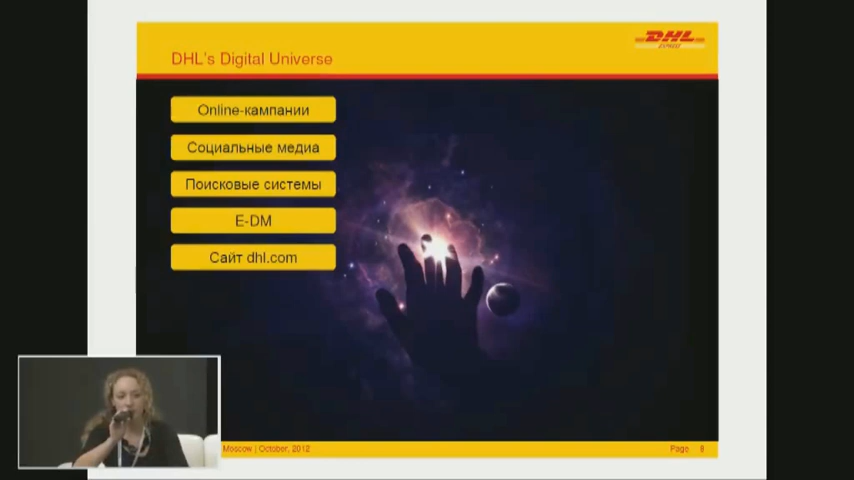 DHL's Digital Universe
DHL
EXPRESS
Online-кампании
Социальные медиа
Поисковые системы
E-DM
Сайт dhl.com
Moscow | October, 2012
Page 8